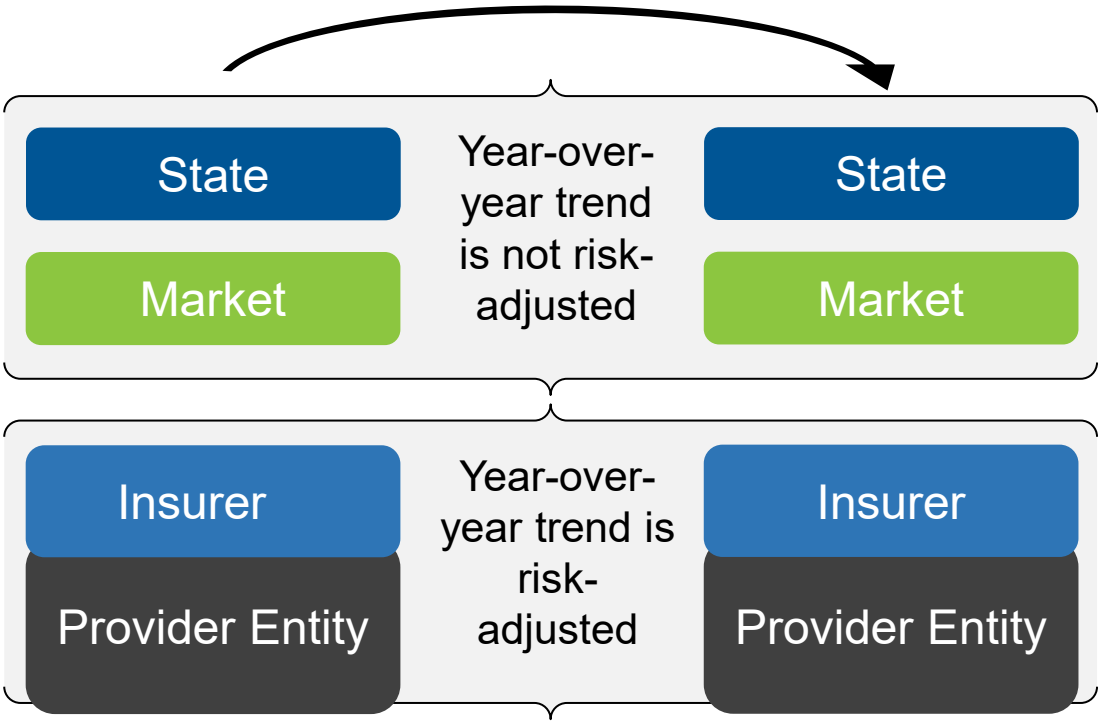 State
Market
Year-over-
year trend
is not risk-
adjusted
State
Market
Insurer
Provider Entity
Year-over-
year trend is
risk-
adjusted
Insurer
Provider Entity